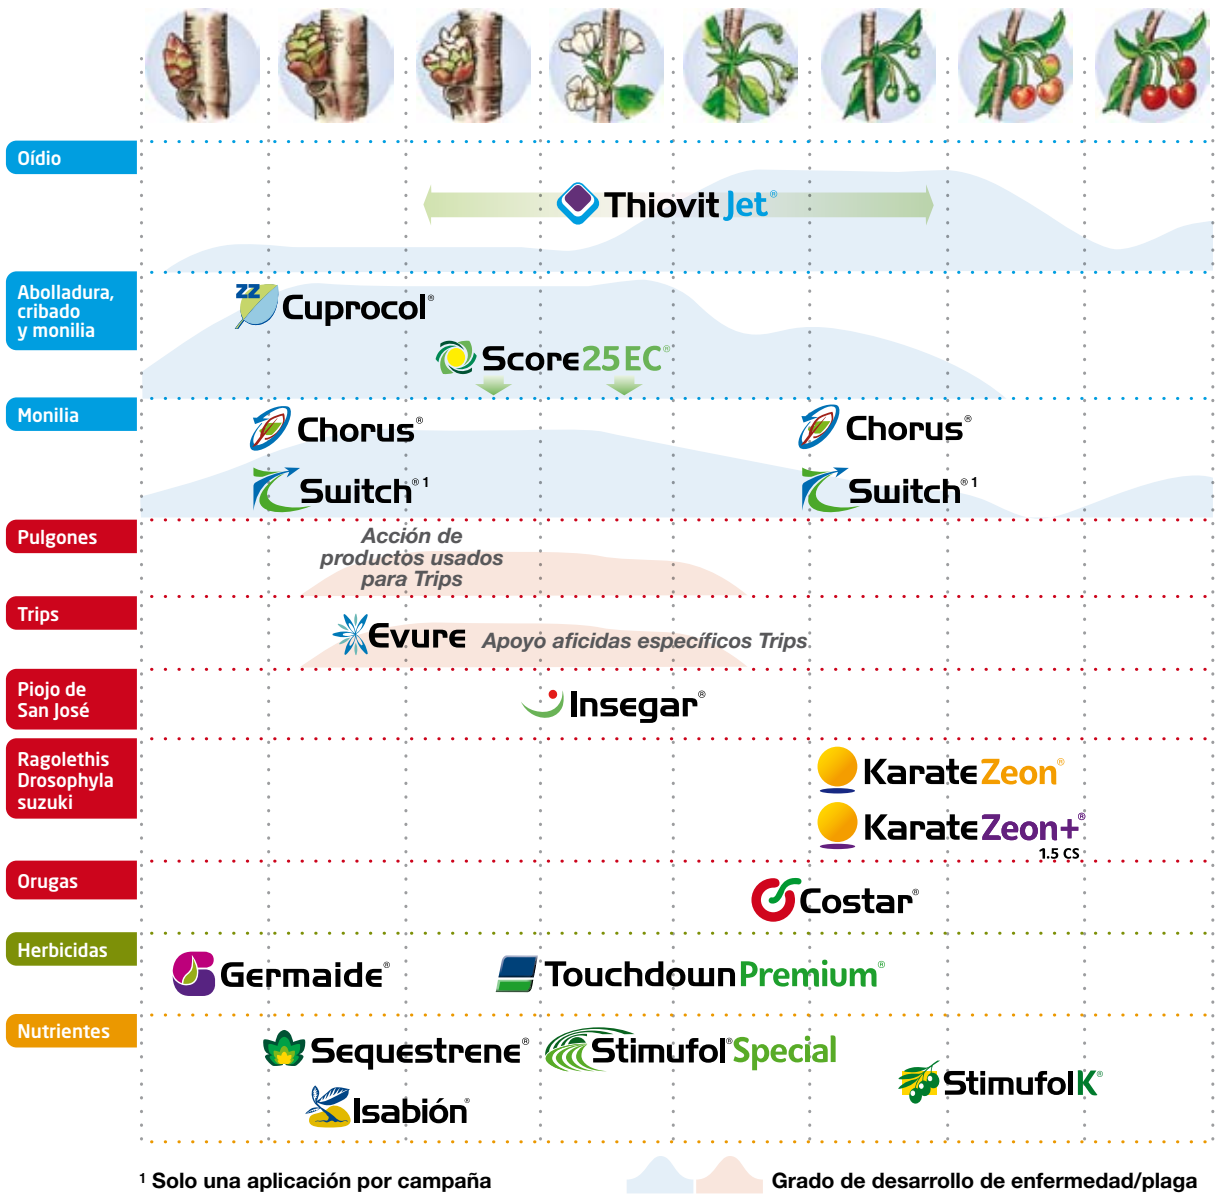 Oídio
Thiovit Jet®
Abolladura,
cribado
y monilia
Cuprocol®
Score 25 EC®
Monilia
Chorus®
Chorus®
Switch® 1
Switch® 1
Pulgones
Acción de
productos usados
para Trips
Trips
Evure
Apoyo aficidas específicos Trips
Piojo de
San José
Insegar®
Ragolethis
Drosophyla
suzuki
Karate Zeon®
Karate Zeon+®
1.5 CS
Orugas
Costar®
Herbicidas
Germaide®
Touchdown Premium®
Nutrientes
Sequestrene®
Stimufol® Special
Stimufol K®
Isabión®
1 Solo una aplicación por campaña
Grado de desarrollo de enfermedad/plaga